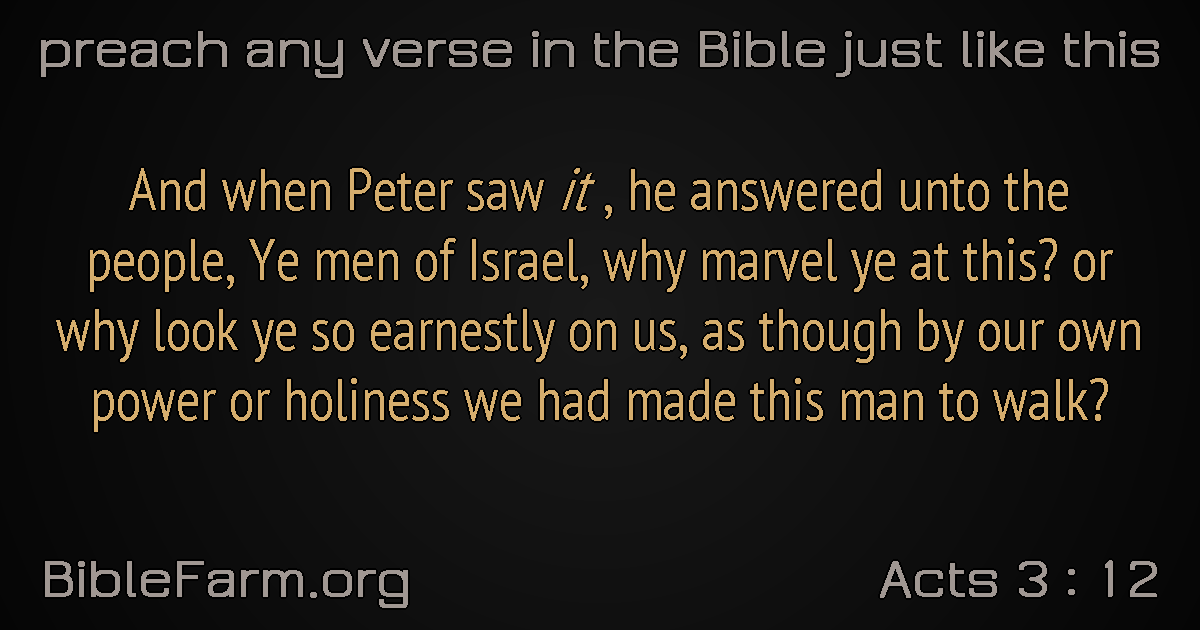 preach any verse in the Bible just like this
And when Peter saw it , he answered unto the
people, Ye men of Israel, why marvel ye at this? or
why look ye so earnestly on us, as though by our own
power or holiness we had made this man to walk?
BibleFarm.org
Acts 3 : 12